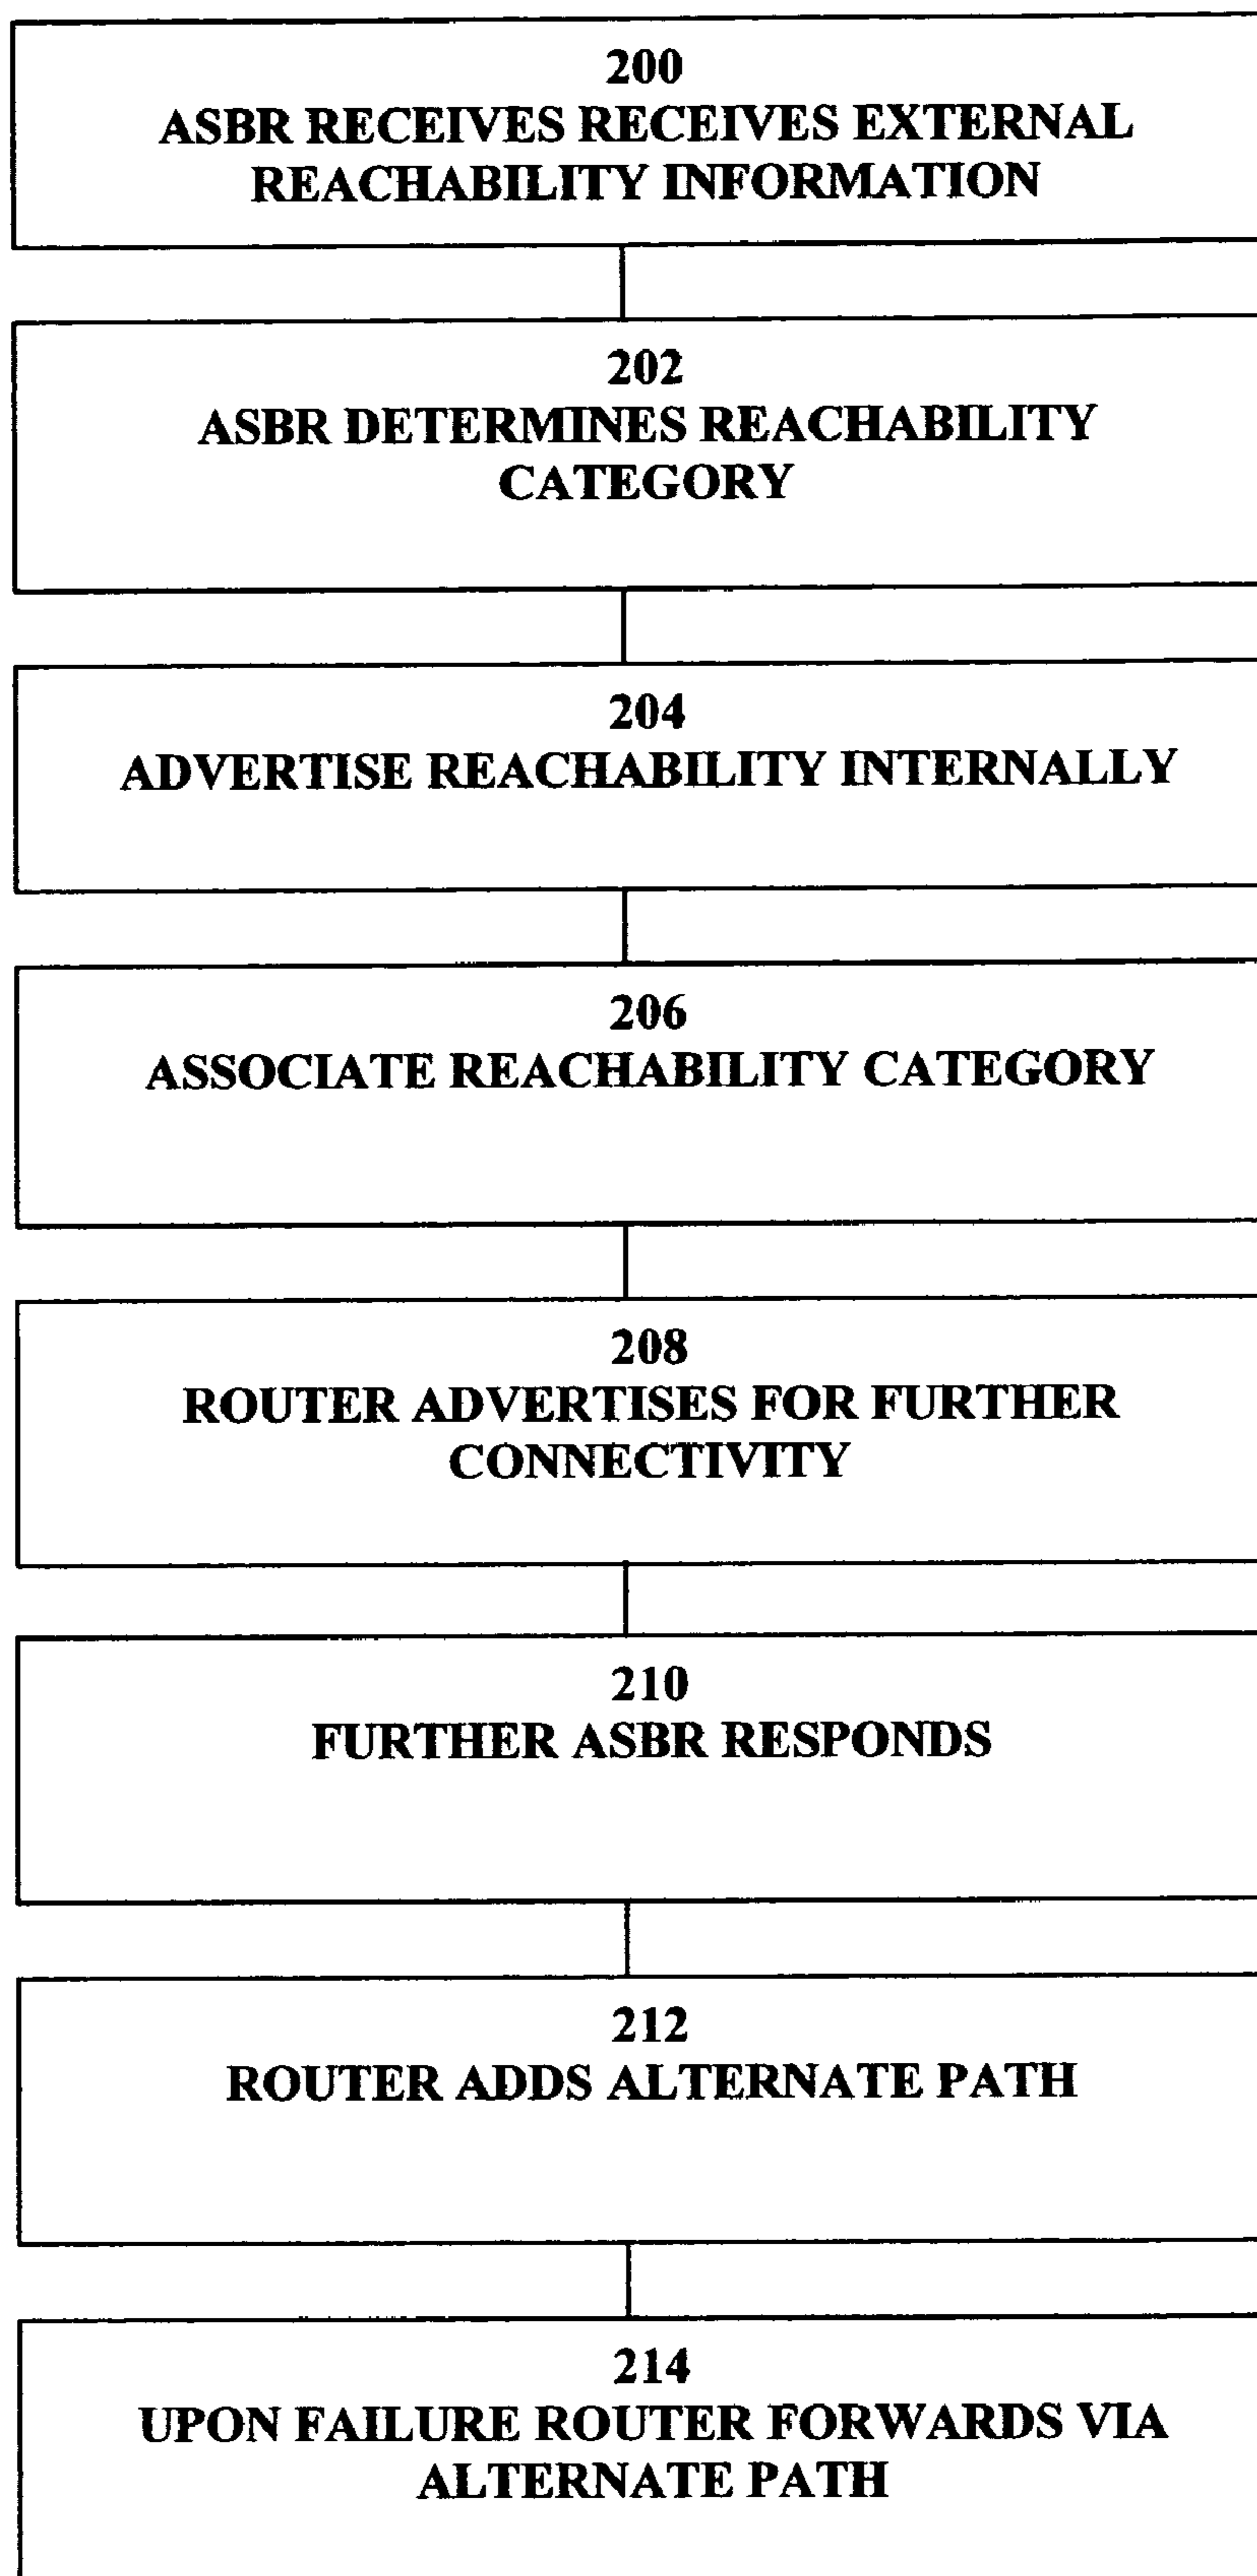 200
ASBR RECEIVES RECEIVES EXTERNAL
REACHABILITY INFORMATION
202
ASBR DETERMINES REACHABILITY
CATEGORY
204
ADVERTISE REACHABILITY INTERNALLY
206
ASSOCIATE REACHABILITY CATEGORY
208
ROUTER ADVERTISES FOR FURTHER
CONNECTIVITY
210
FURTHER ASBR RESPONDS
212
ROUTER ADDS ALTERNATE PATH
214
UPON FAILURE ROUTER FORWARDS VIA
ALTERNATE PATH